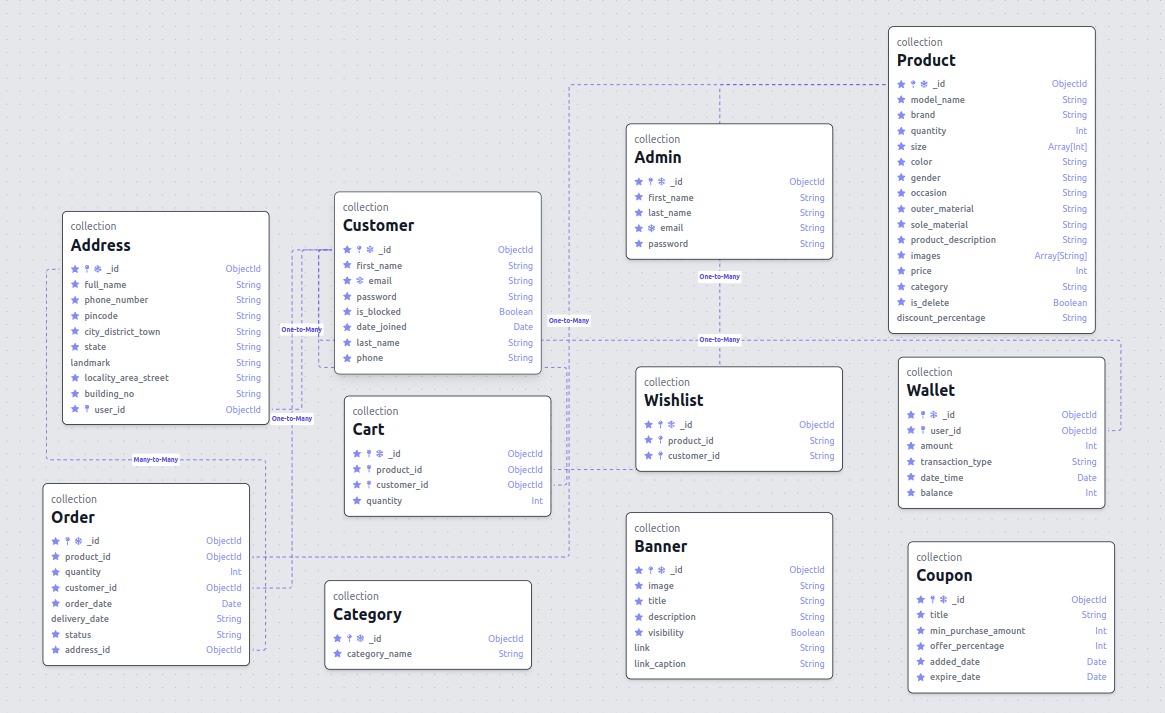 collection
Product
_id ObjectId
model_name String
brand String
quantity Int
size Array[Int]
color String
gender String
occasion String
outer_material String
sole_material String
product_description String
images Array[String]
price Int
category String
is_delete Boolean
discount_percentage String
collection
Admin
_id ObjectId
first_name String
last_name String
email String
password String
collection
Customer
_id ObjectId
first_name String
email String
password String
is_blocked Boolean
date_joined Date
last_name String
phone String
collection
Address
_id ObjectId
full_name String
phone_number String
pincode String
city_district_town String
state String
landmark String
locality_area_street String
building_no String
user_id ObjectId
One-to-Many
One-to-Many
One-to-Many
One-to-Many
One-to-Many
Many-to-Many
collection
Wallet
_id ObjectId
user_id ObjectId
amount Int
transaction_type String
date_time Date
balance Int
collection
Wishlist
_id ObjectId
product_id String
customer_id String
collection
Cart
_id ObjectId
product_id ObjectId
customer_id ObjectId
quantity Int
collection
Order
_id ObjectId
product_id ObjectId
quantity Int
customer_id ObjectId
order_date Date
delivery_date String
status String
address_id ObjectId
collection
Category
_id ObjectId
category_name String
collection
Banner
_id ObjectId
image String
title String
description String
visibility Boolean
link String
link_caption String
collection
Coupon
_id ObjectId
title String
min_purchase_amount Int
offer_percentage Int
added_date Date
expire_date Date